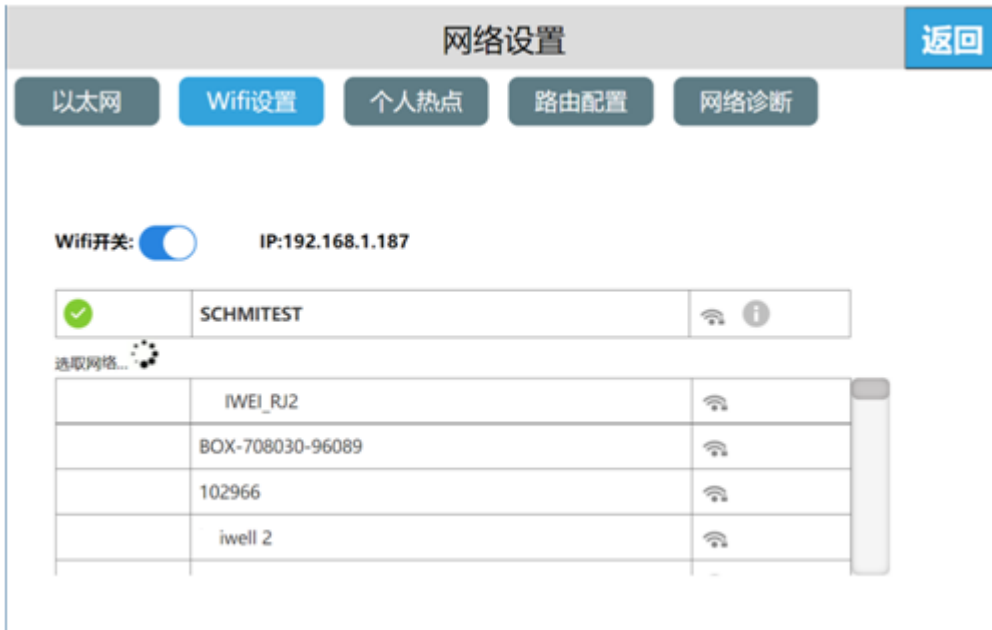 网络设置
返回
以太网 Wifi设置 个人热点 路由配置 网络诊断
Wifi开关: IP:192.168.1.187
SCHMITEST
选取网络...
IWEI_RJ2
BOX-708030-96089
102966
iwell 2